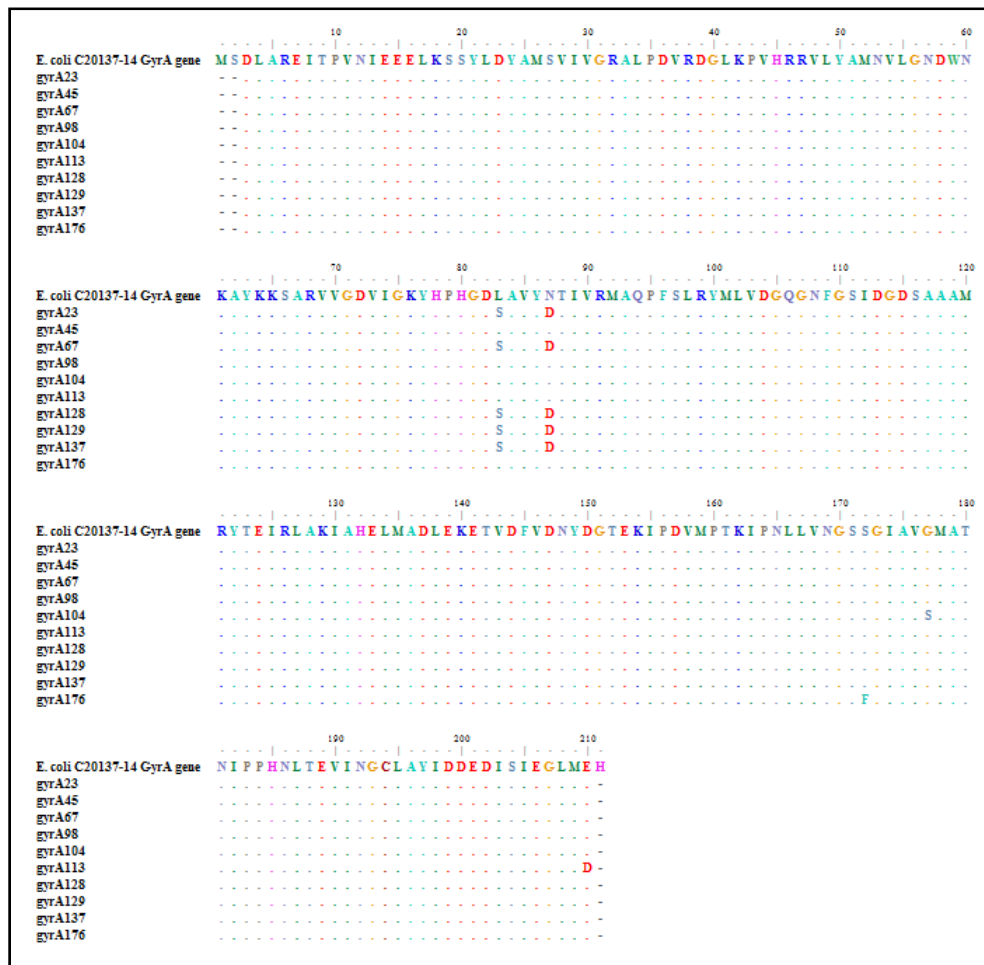 10 20 30 40 50 60
E. coli C20137-14 GyrA gene MSDLAREITPVNIEEELKSSYLDYAMSVIVGRALPDVRDGLKPVHRRVLYAMNVLGNDWN
gyrA23 --
gyrA45 --
gyrA67 --
gyrA98 --
gyrA104 --
gyrA113 --
gyrA128 --
gyrA129 --
gyrA137 --
gyrA176 --
70 80 90 100 110 120
E. coli C20137-14 GyrA gene KAYKKSARVVGDVIGKYHPHGDLAVYNTIVRMAQPFSLRYMLVDGQGNFGSIDGDSAAAM
gyrA23 S D
gyrA45
gyrA67 S D
gyrA98
gyrA104
gyrA113
gyrA128 S D
gyrA129 S D
gyrA137 S D
gyrA176
130 140 150 160 170 180
E. coli C20137-14 GyrA gene RYTEIRLAKIAHELMADLEKETVDFVDNYDGTEKIPDVMPTKIPNLLVNGSSGIAVGMAT
gyrA23
gyrA45
gyrA67
gyrA98
gyrA104 S
gyrA113
gyrA128
gyrA129
gyrA137
gyrA176 F
190 200 210
E. coli C20137-14 GyrA gene NIPPHNLTEVINGCLAYIDDEDISIEGLMEH
gyrA23 -
gyrA45 -
gyrA67 -
gyrA98 -
gyrA104 -
gyrA113 D -
gyrA128 -
gyrA129 -
gyrA137 -
gyrA176 -